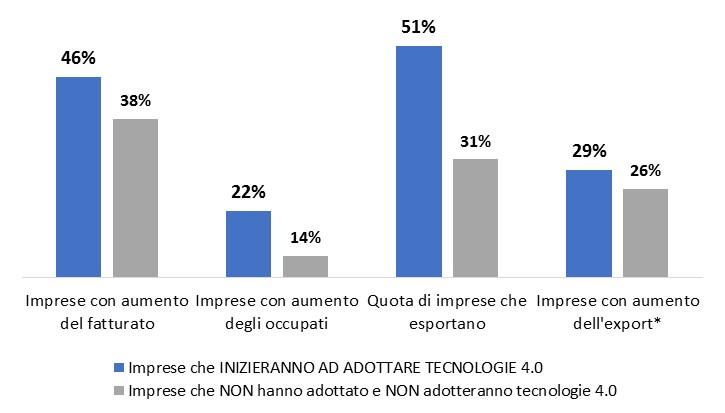 46%
38%
22%
14%
51%
31%
29%
26%
Imprese con aumento
del fatturato
Imprese con aumento
degli occupati
Quota di imprese che
esportano
Imprese con aumento
dell'export*
Imprese che INIZIERANNO AD ADOTTARE TECNOLOGIE 4.0
Imprese che NON hanno adottato e NON adotteranno tecnologie 4.0